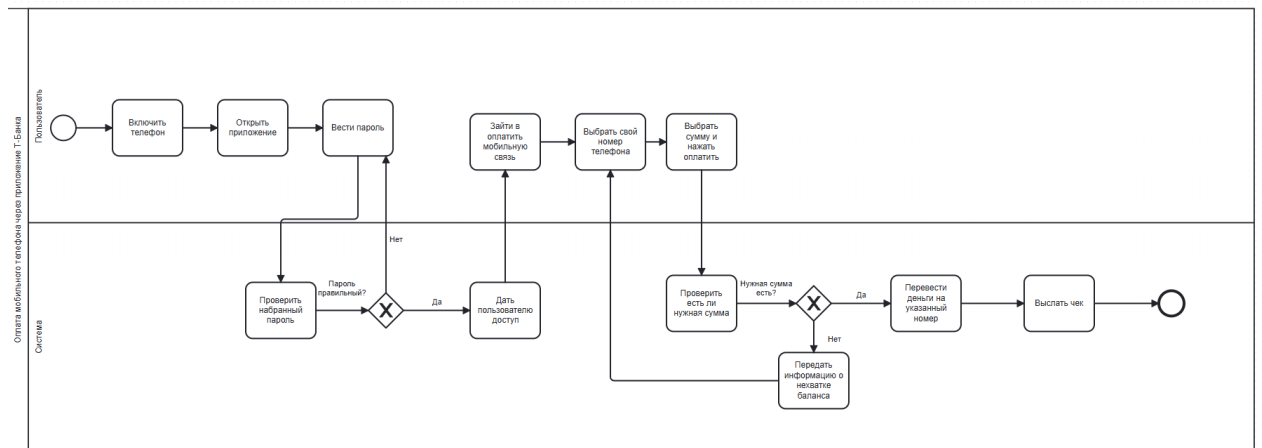 Оплата мобильного телефона через приложение Т-Банка
Пользователь
Включить
телефон
Открыть
приложение
Вести пароль
Зайти в
оплатить
мобильную
связь
Выбрать свой
номер
телефона
Выбрать
сумму и
нажать
оплатить
Система
Проверить
набранный
пароль
Пароль
правильный?
Нет
Да
Дать
пользователю
доступ
Проверить
есть ли
нужная сумма
Нужная сумма
есть?
Да
Нет
Перевести
деньги на
указанный
номер
Выслать чек
Передать
информацию о
нехватке
баланса